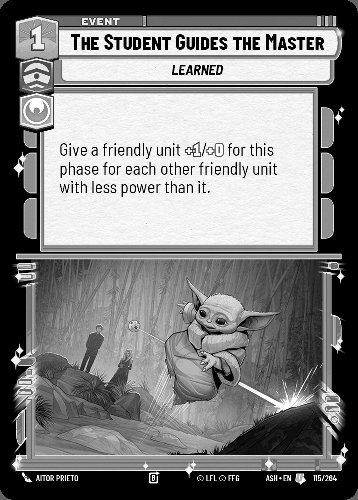 EVENT
1
THE STUDENT GUIDES THE MASTER
LEARNED
Give a friendly unit +1/+0 for this
phase for each other friendly unit
with less power than it.
AITOR PRIETO
© LFL © FFG
ASH • EN
115/264